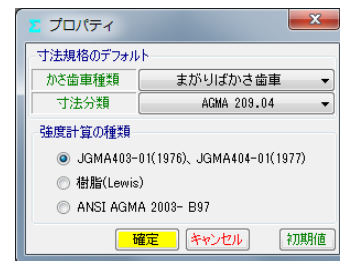 Σ プロパティ
寸法規格のデフォルト
かさ歯車種類 まがりばかさ歯車
寸法分類 AGMA 209.04
強度計算の種類
JGMA403-01(1976)、JGMA404-01(1977)
樹脂(Lewis)
ANSI AGMA 2003- B97
確定 キャンセル 初期値